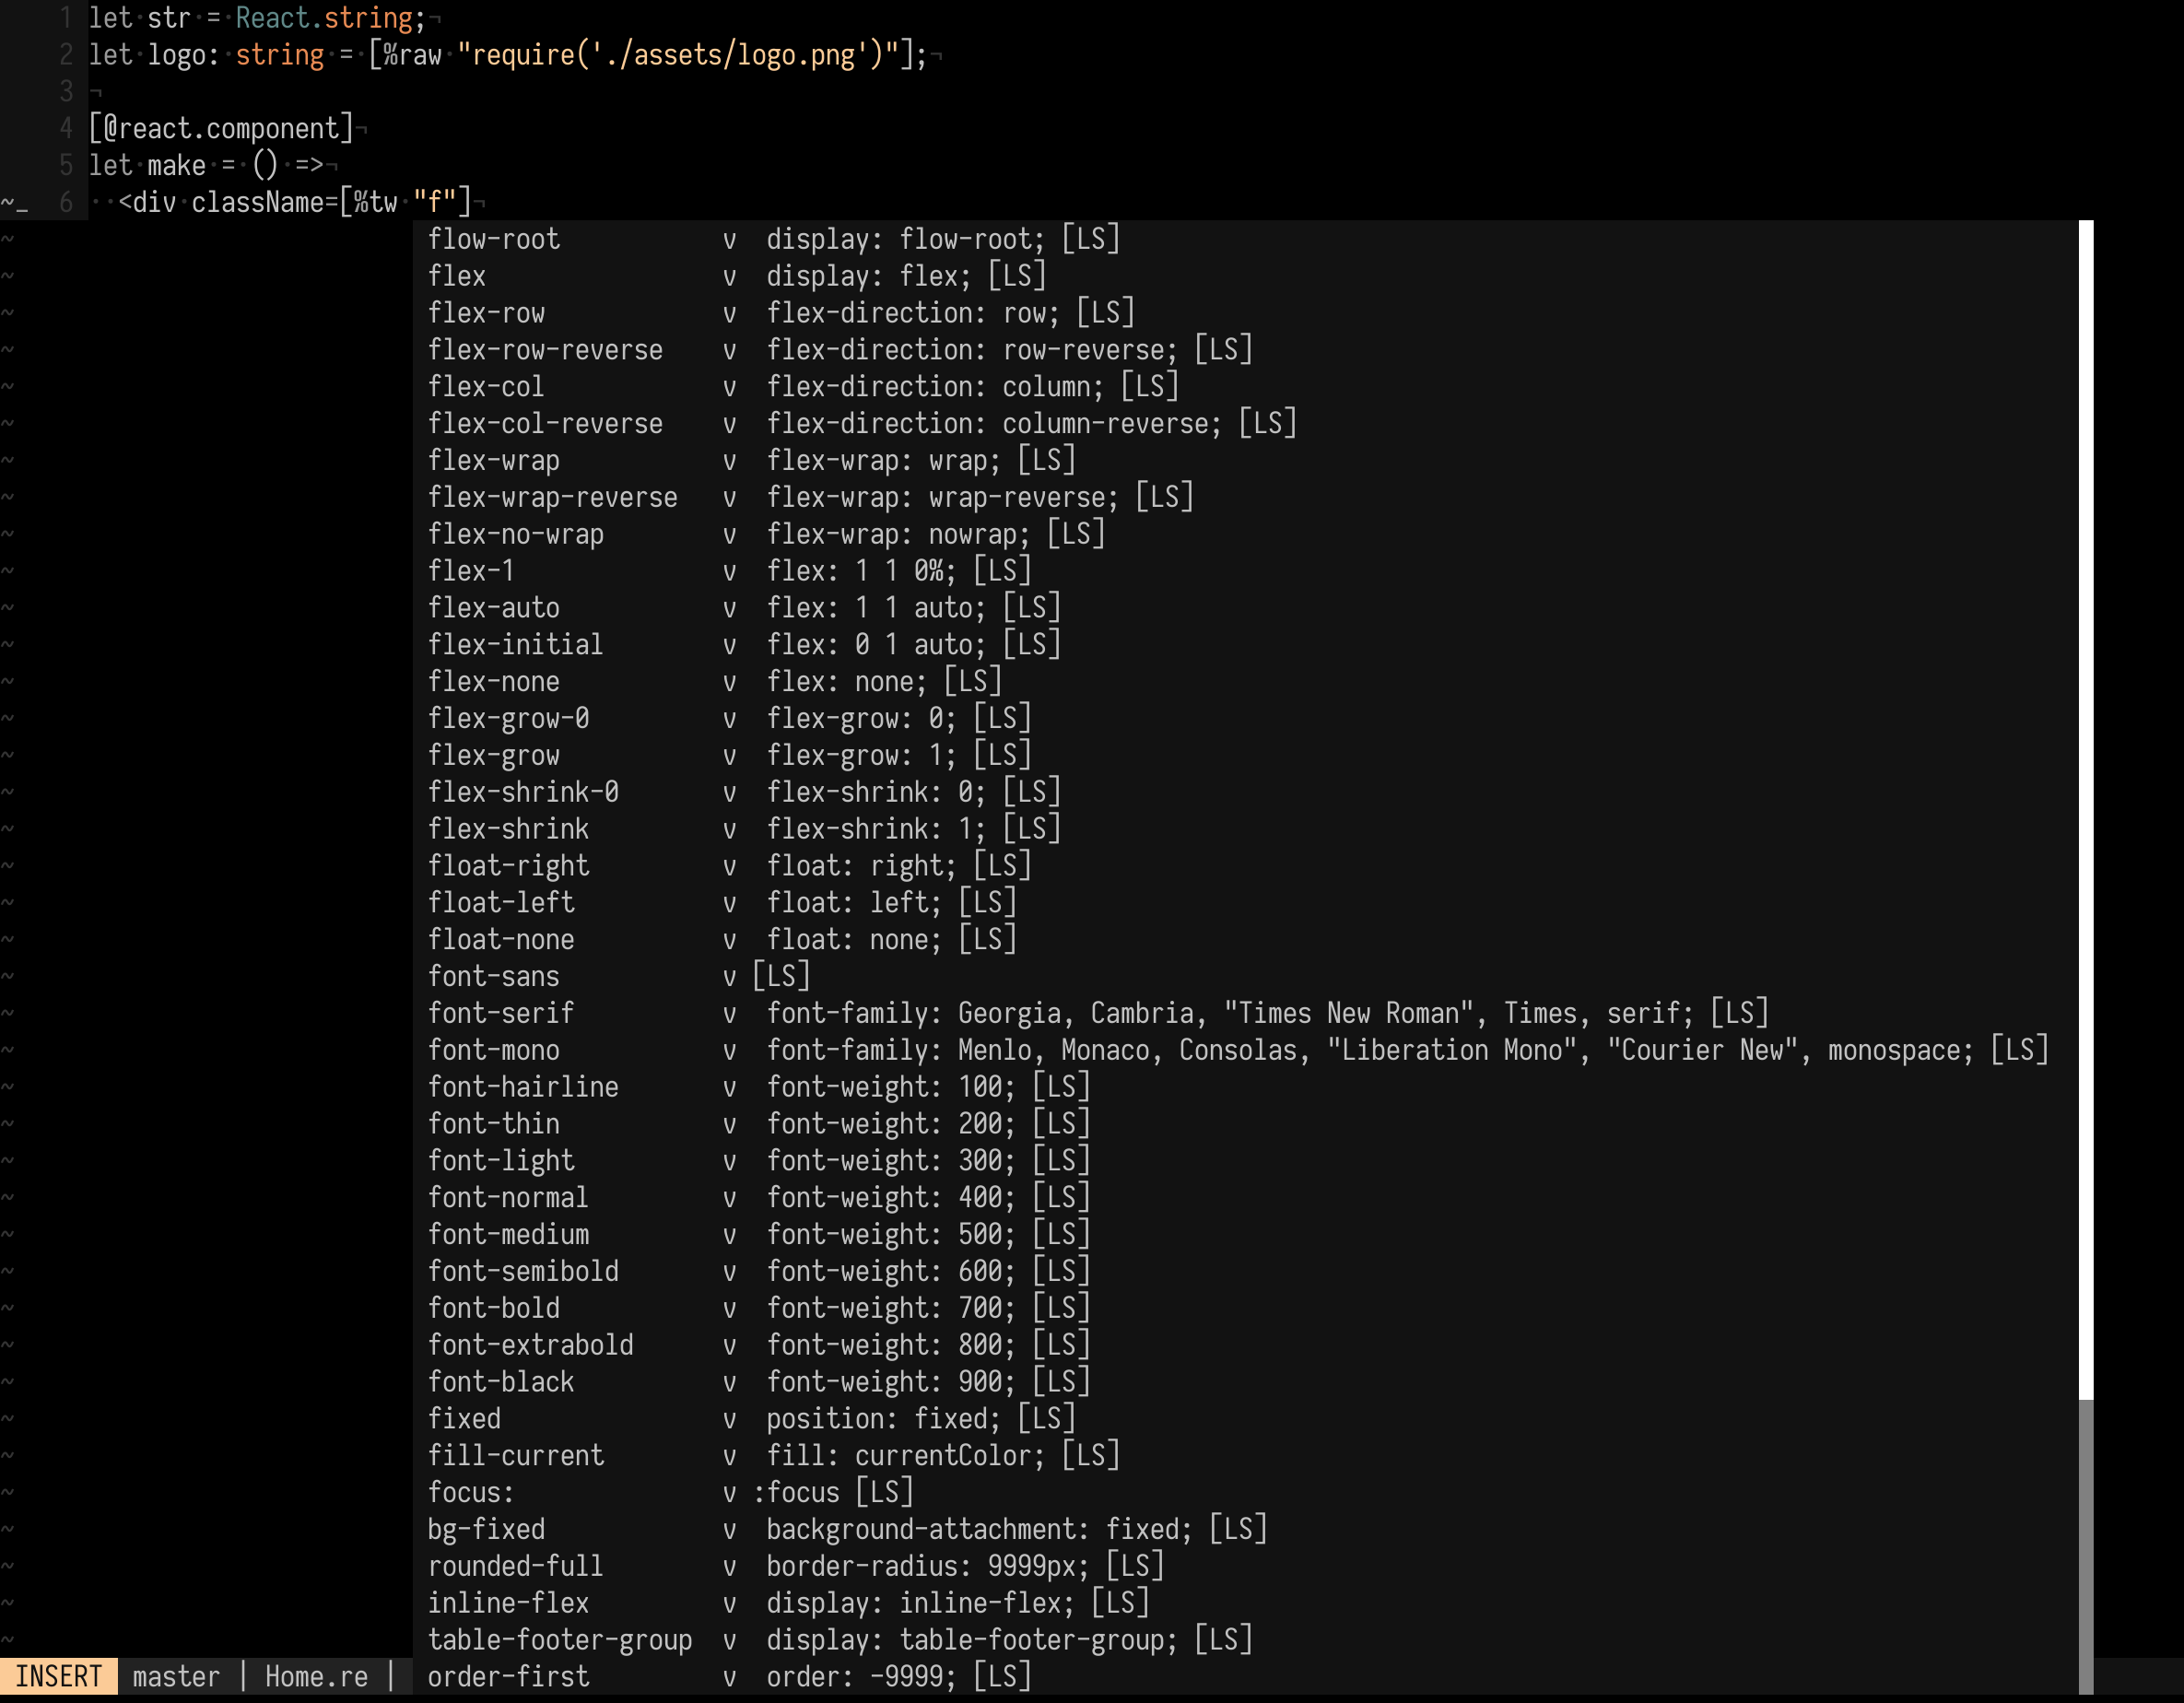 1 let str = React.string;¬
2 let logo: string = [%raw "require('./assets/logo.png')"];¬
3 ¬
4 [@react.component]¬
5 let make = () =>¬
~_ 6 ··<div className=[%tw "f"]¬
~ flow-root v display: flow-root; [LS]
~ flex v display: flex; [LS]
~ flex-row v flex-direction: row; [LS]
~ flex-row-reverse v flex-direction: row-reverse; [LS]
~ flex-col v flex-direction: column; [LS]
~ flex-col-reverse v flex-direction: column-reverse; [LS]
~ flex-wrap v flex-wrap: wrap; [LS]
~ flex-wrap-reverse v flex-wrap: wrap-reverse; [LS]
~ flex-no-wrap v flex-wrap: nowrap; [LS]
~ flex-1 v flex: 1 1 0%; [LS]
~ flex-auto v flex: 1 1 auto; [LS]
~ flex-initial v flex: 0 1 auto; [LS]
~ flex-none v flex: none; [LS]
~ flex-grow-0 v flex-grow: 0; [LS]
~ flex-grow v flex-grow: 1; [LS]
~ flex-shrink-0 v flex-shrink: 0; [LS]
~ flex-shrink v flex-shrink: 1; [LS]
~ float-right v float: right; [LS]
~ float-left v float: left; [LS]
~ float-none v float: none; [LS]
~ font-sans v [LS]
~ font-serif v font-family: Georgia, Cambria, "Times New Roman", Times, serif; [LS]
~ font-mono v font-family: Menlo, Monaco, Consolas, "Liberation Mono", "Courier New", monospace; [LS]
~ font-hairline v font-weight: 100; [LS]
~ font-thin v font-weight: 200; [LS]
~ font-light v font-weight: 300; [LS]
~ font-normal v font-weight: 400; [LS]
~ font-medium v font-weight: 500; [LS]
~ font-semibold v font-weight: 600; [LS]
~ font-bold v font-weight: 700; [LS]
~ font-extrabold v font-weight: 800; [LS]
~ font-black v font-weight: 900; [LS]
~ fixed v position: fixed; [LS]
~ fill-current v fill: currentColor; [LS]
~ focus: v :focus [LS]
~ bg-fixed v background-attachment: fixed; [LS]
~ rounded-full v border-radius: 9999px; [LS]
~ inline-flex v display: inline-flex; [LS]
~ table-footer-group v display: table-footer-group; [LS]
INSERT master | Home.re | order-first v order: -9999; [LS]